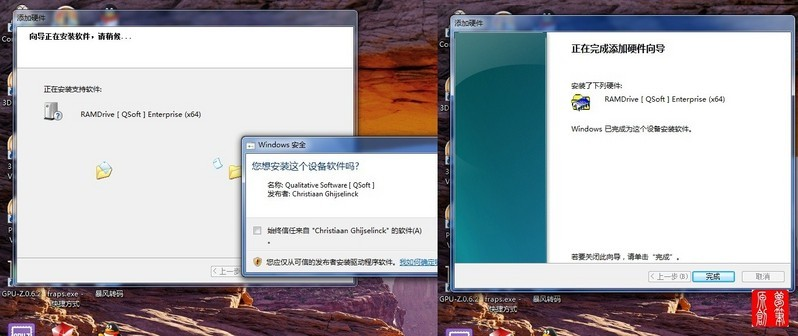 添加硬件
向导正在安装软件，请稍候...
正在安装支持软件:
RAMDrive [ QSoft ] Enterprise (x64)
Windows 安全
您想安装这个设备软件吗?
名称: Qualitative Software [ QSoft ]
发布者: Christiaan Ghijselinck
始终信任来自 "Christiaan Ghijselinck" 的软件(A)
。
您应仅从可信的发布者安装驱动程序软件。我如何确定
< 上一步
GPU-Z.0.6.2
fraps.exe -
快捷方式
暴风转码
添加硬件
正在完成添加硬件向导
安装了下列硬件:
RAMDrive [ QSoft ] Enterprise (x64)
Windows 已完成为这个设备安装软件。
若要关闭此向导，请单击 "完成"。
< 上一步(B)
完成
取消
fraps.exe -
快捷方式
暴风转码